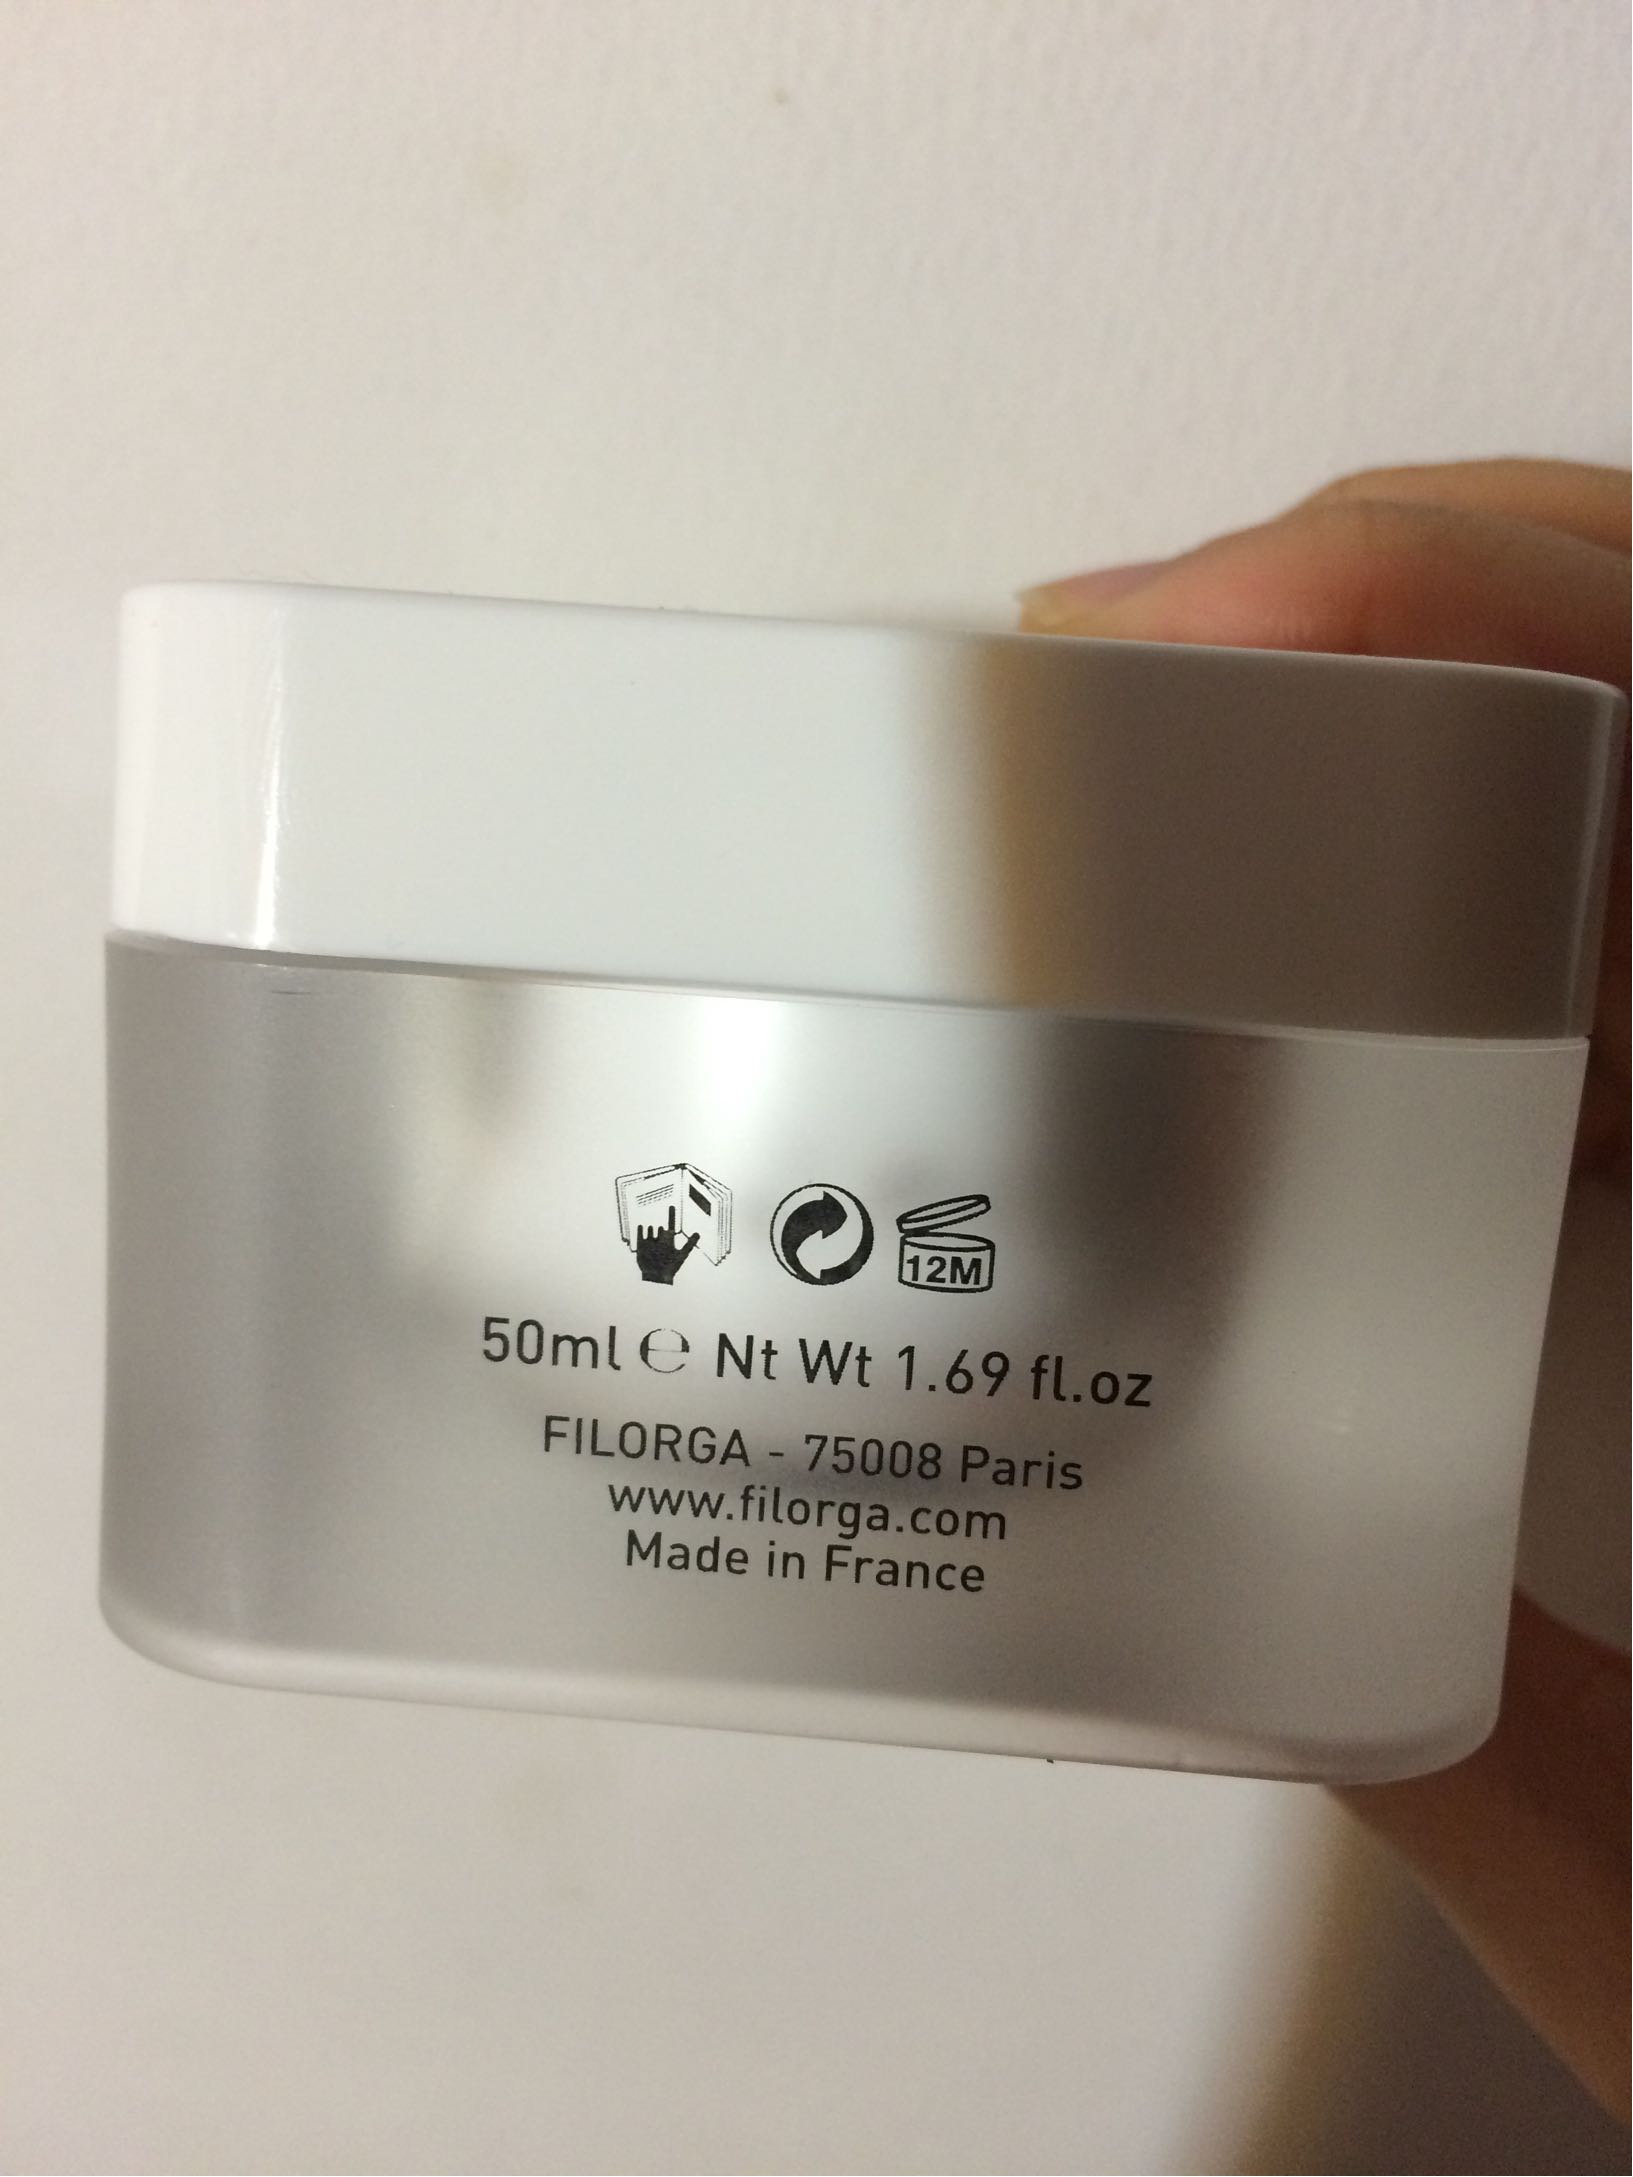 12M
50ml ℮ Nt Wt 1.69 fl.oz
FILORGA - 75008 Paris
www.filorga.com
Made in France